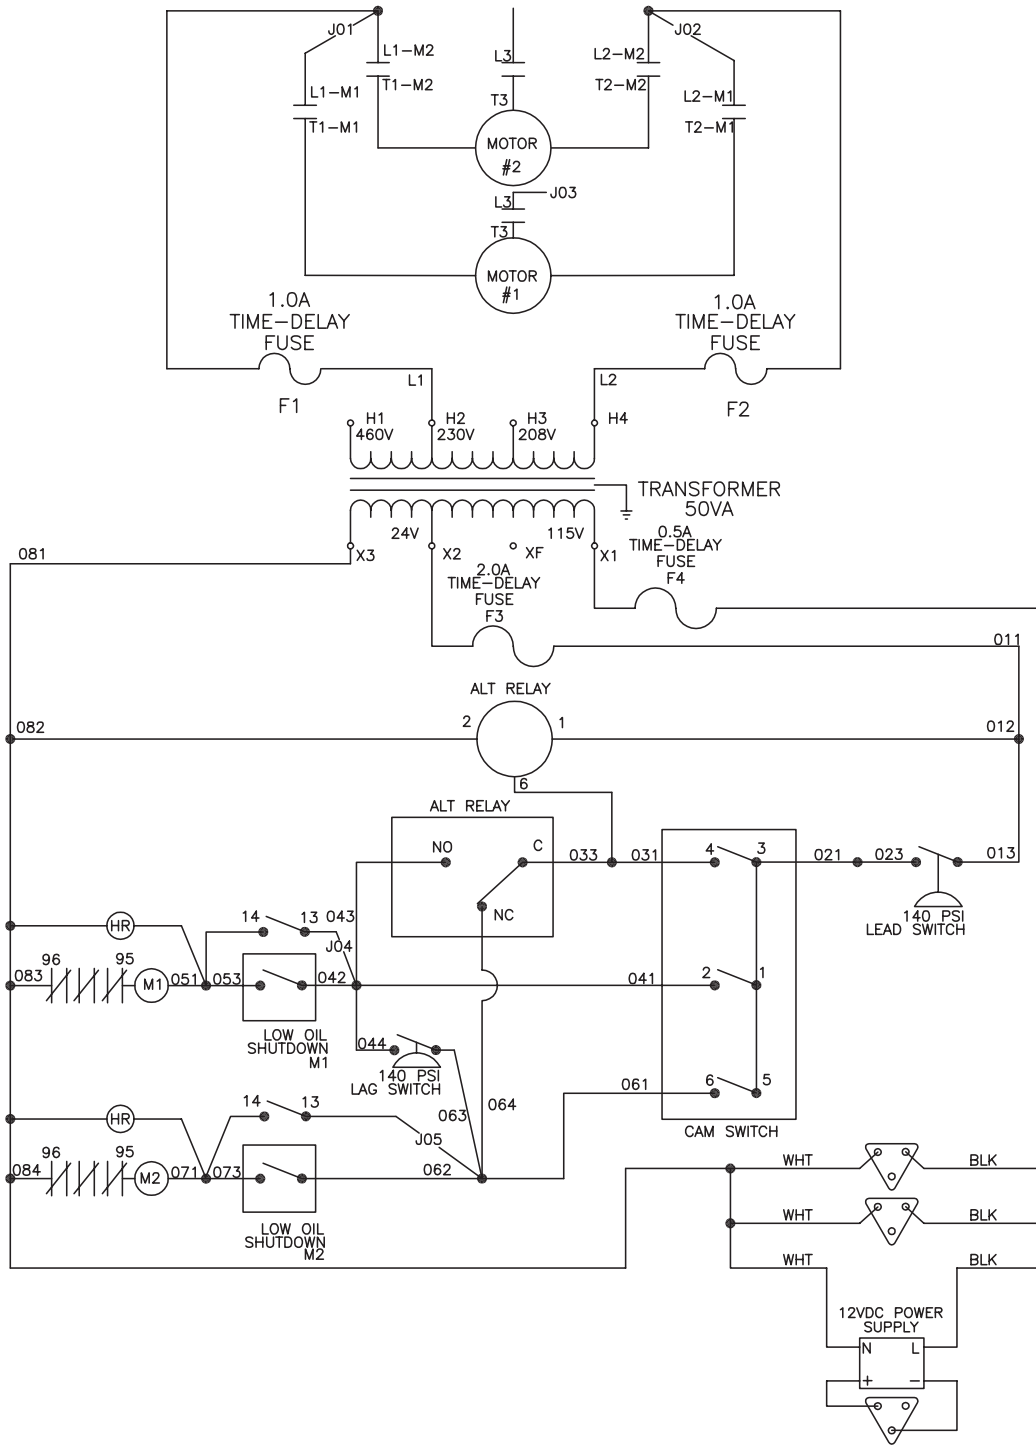 J01
J02
L1-M2
L3
L2-M2
T1-M2
T2-M2
L1-M1
T3
L2-M1
T1-M1
T2-M1
MOTOR
#2
J03
L3
T3
MOTOR
#1
1.0A
TIME-DELAY
FUSE
1.0A
TIME-DELAY
FUSE
L1
L2
F1
F2
H1
460V
H2
230V
H3
208V
H4
TRANSFORMER
50VA
24V
115V
X3
X2
XF
X1
0.5A
TIME-DELAY
FUSE
F4
081
2.0A
TIME-DELAY
FUSE
F3
011
ALT RELAY
2
1
082
012
6
ALT RELAY
NO
C
NC
033
031
4
3
021
023
013
140 PSI
LEAD SWITCH
14
13
043
HR
J04
96
95
083
M1
051
053
042
041
2
1
LOW OIL
SHUTDOWN
M1
044
140 PSI
LAG SWITCH
063
064
061
6
5
CAM SWITCH
14
13
HR
J05
96
95
084
M2
071
073
062
LOW OIL
SHUTDOWN
M2
WHT
BLK
WHT
BLK
WHT
BLK
12VDC POWER
SUPPLY
N
L
+
-